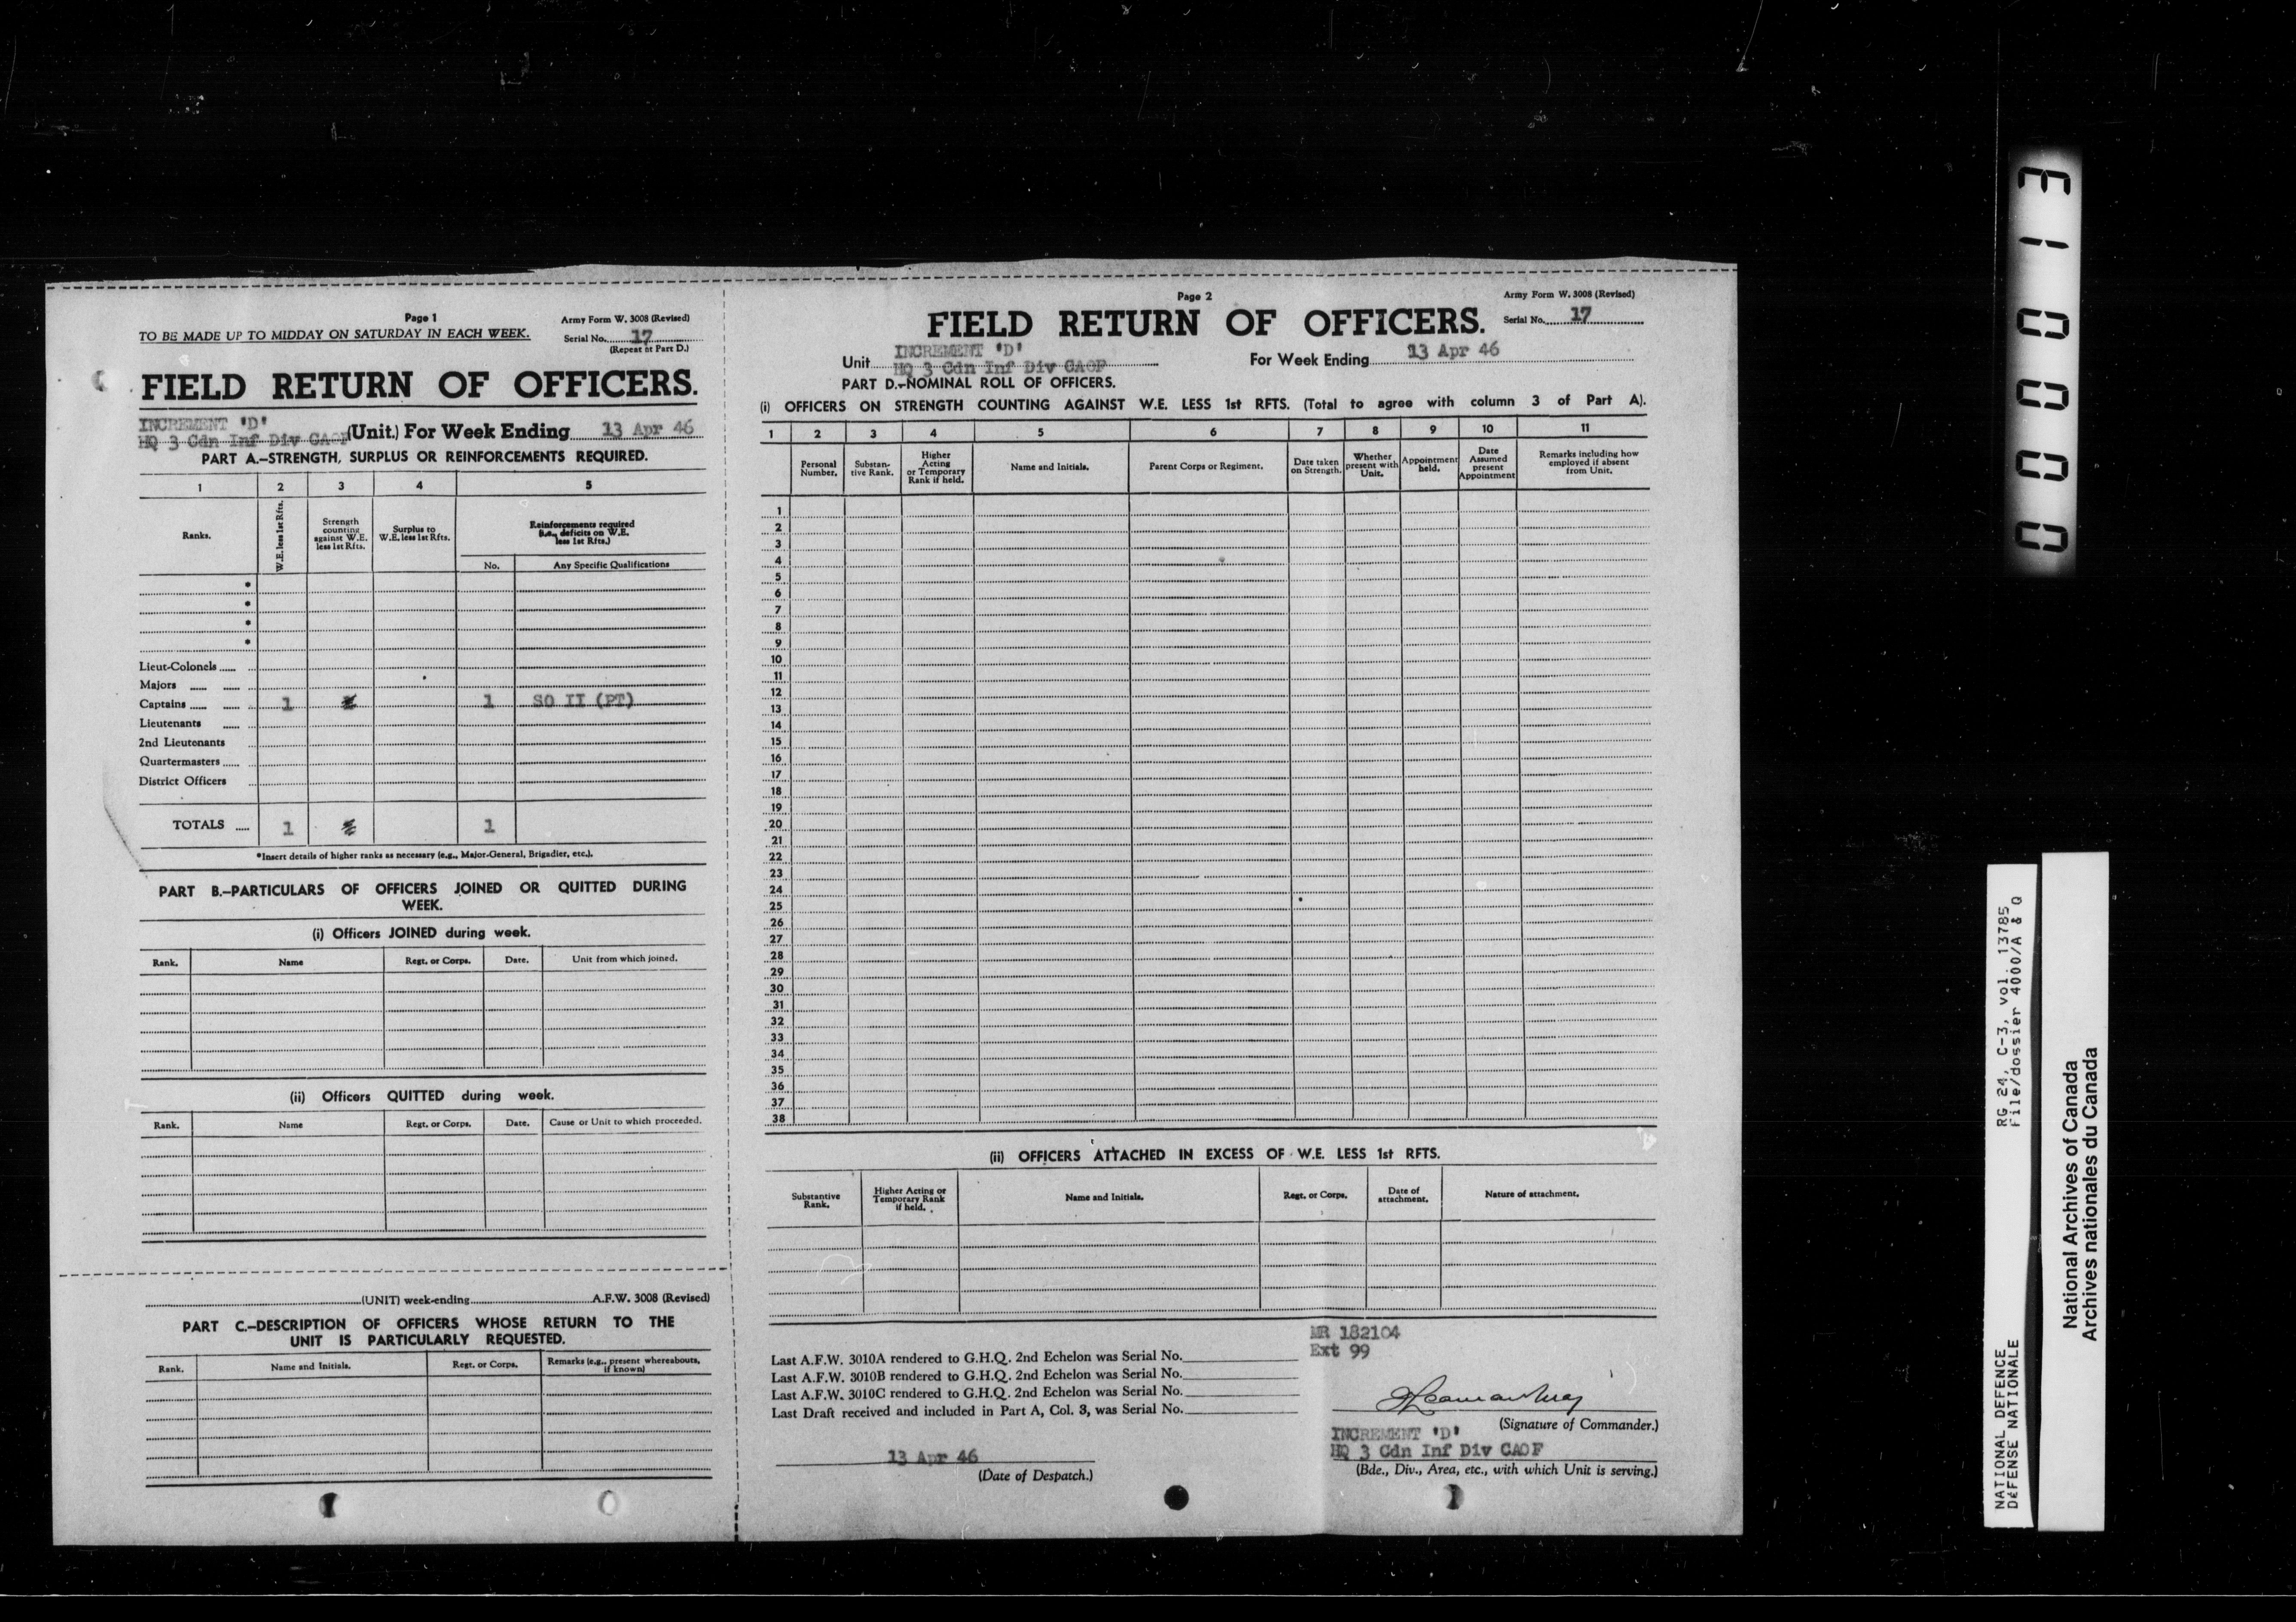 Page 1
Army Form W. 3008 (Revised)
TO BE MADE UP TO MIDDAY ON SATURDAY IN EACH WEEK.
Serial No. 17
(Repeat at Part D.)
FIELD RETURN OF OFFICERS.
INCREMENT 'D'
HQ 3 Cdn Inf Div CAOF (Unit.) For Week Ending 13 Apr 46
PART A.-STRENGTH, SURPLUS OR REINFORCEMENTS REQUIRED.
1 2 3 4 5
Ranks.
W.E. less 1st Rfts.
Strength counting against W.E. less 1st Rfts.
Surplus to W.E. less 1st Rfts.
Reinforcements required (i.e., deficits on W.E. less 1st Rfts.)
No.
Any Specific Qualifications
*
*
*
*
Lieut-Colonels
Majors
Captains 1 1 SO II (PT)
Lieutenants
2nd Lieutenants
Quartermasters
District Officers
TOTALS 1 1
*Insert details of higher ranks as necessary (e.g., Major-General, Brigadier, etc.).
PART B.-PARTICULARS OF OFFICERS JOINED OR QUITTED DURING
WEEK.
(i) Officers JOINED during week.
Rank. Name Regt. or Corps. Date. Unit from which joined.
(ii) Officers QUITTED during week.
Rank. Name Regt. or Corps. Date. Cause or Unit to which proceeded.
(UNIT) week-ending A.F.W. 3008 (Revised)
PART C.-DESCRIPTION OF OFFICERS WHOSE RETURN TO THE
UNIT IS PARTICULARLY REQUESTED.
Rank. Name and Initials. Regt. or Corps. Remarks (e.g., present whereabouts, if known)
Page 2
Army Form W. 3008 (Revised)
FIELD RETURN OF OFFICERS.
Serial No. 17
INCREMENT 'D'
Unit HQ 3 Cdn Inf Div CAOF
For Week Ending 13 Apr 46
PART D.-NOMINAL ROLL OF OFFICERS.
(i) OFFICERS ON STRENGTH COUNTING AGAINST W.E. LESS 1st RFTS. (Total to agree with column 3 of Part A).
1 2 3 4 5 6 7 8 9 10 11
Personal Number.
Substantive Rank.
Higher Acting or Temporary Rank if held.
Name and Initials.
Parent Corps or Regiment.
Date taken on Strength.
Whether present with Unit.
Appointment held.
Date Assumed present Appointment
Remarks including how employed if absent from Unit.
1
2
3
4
5
6
7
8
9
10
11
12
13
14
15
16
17
18
19
20
21
22
23
24
25
26
27
28
29
30
31
32
33
34
35
36
37
38
(ii) OFFICERS ATTACHED IN EXCESS OF W.E. LESS 1st RFTS.
Substantive Rank.
Higher Acting or Temporary Rank if held.
Name and Initials.
Regt. or Corps.
Date of attachment.
Nature of attachment.
MR 182104
Ext 99
Last A.F.W. 3010A rendered to G.H.Q. 2nd Echelon was Serial No.
Last A.F.W. 3010B rendered to G.H.Q. 2nd Echelon was Serial No.
Last A.F.W. 3010C rendered to G.H.Q. 2nd Echelon was Serial No.
Last Draft received and included in Part A, Col. 3, was Serial No.
(Signature of Commander.)
INCREMENT 'D'
HQ 3 Cdn Inf Div CAOF
(Bde., Div., Area, etc., with which Unit is serving.)
13 Apr 46
(Date of Despatch.)
000013
RG 24, C-3, vol. 13785
File/dossier 4000/A & Q
NATIONAL DEFENCE
DÉFENSE NATIONALE
National Archives of Canada
Archives nationales du Canada